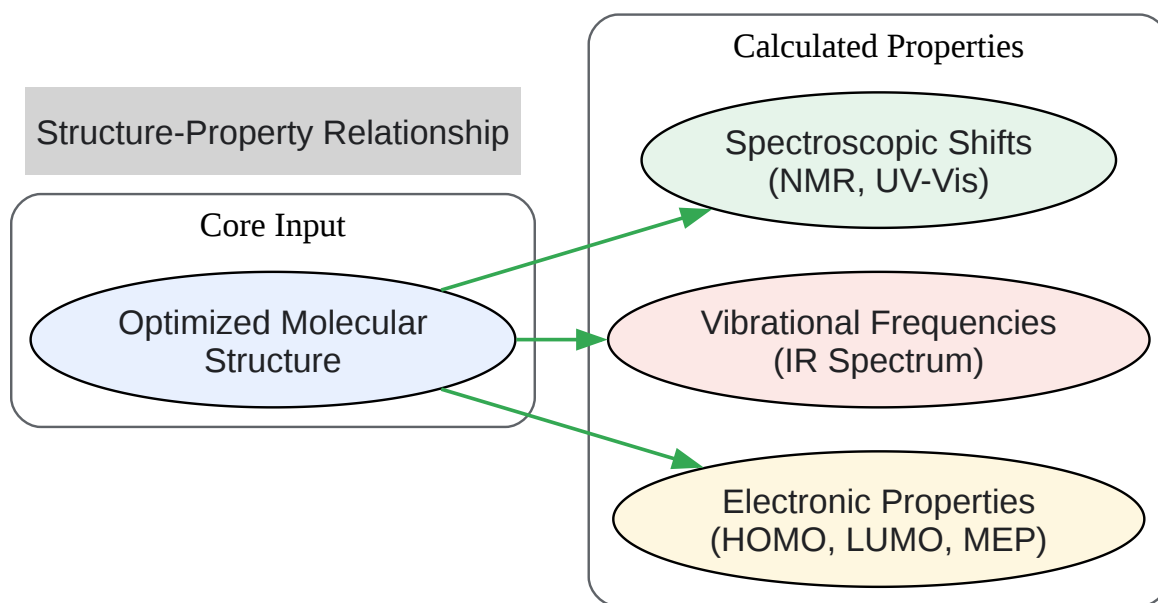 Structure-Property Relationship
Core Input
Optimized Molecular
Structure
Calculated Properties
Spectroscopic Shifts
(NMR, UV-Vis)
Vibrational Frequencies
(IR Spectrum)
Electronic Properties
(HOMO, LUMO, MEP)